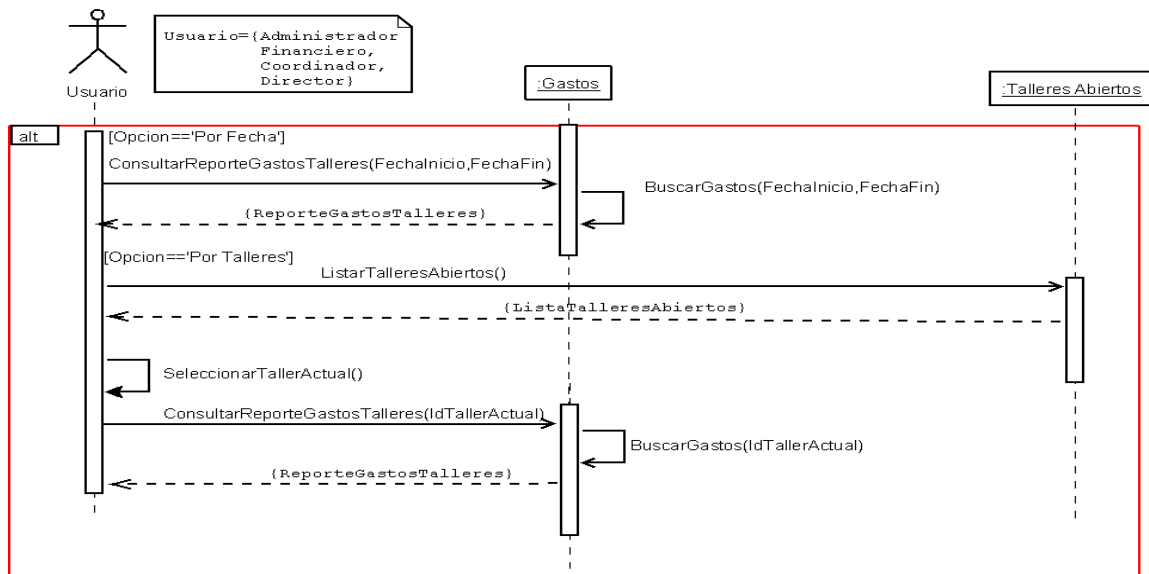 Usuario={Administrador
Financiero,
Coordinador,
Director}
Usuario
:Gastos
:Talleres Abiertos
alt
[Opcion=='Por Fecha']
ConsultarReporteGastosTalleres(FechaInicio,FechaFin)
BuscarGastos(FechaInicio,FechaFin)
{ReporteGastosTalleres}
[Opcion=='Por Talleres']
ListarTalleresAbiertos()
{ListaTalleresAbiertos}
SeleccionarTallerActual()
ConsultarReporteGastosTalleres(IdTallerActual)
BuscarGastos(IdTallerActual)
{ReporteGastosTalleres}